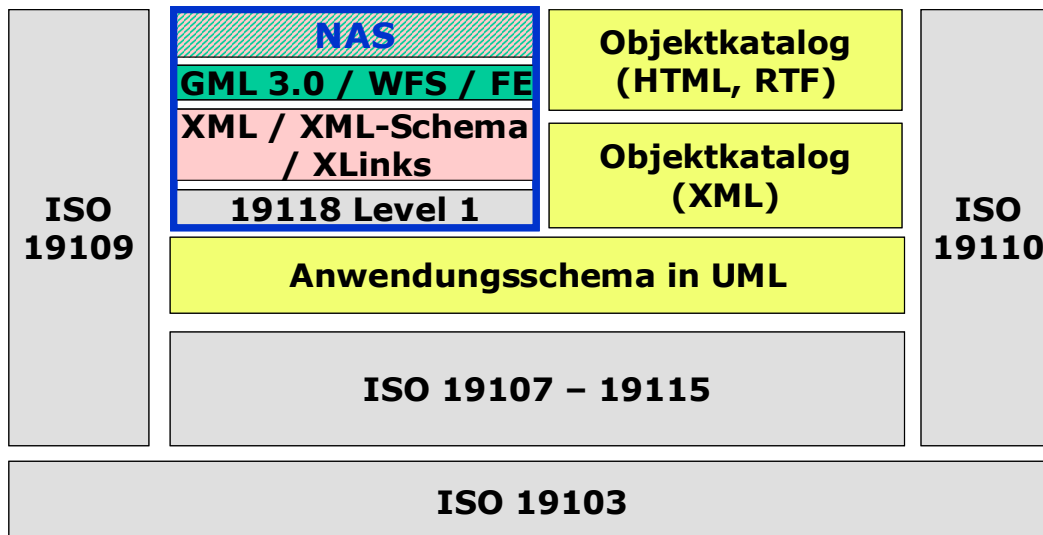 NAS
GML 3.0 / WFS / FE
XML / XML-Schema
/ XLinks
19118 Level 1
Objektkatalog
(HTML, RTF)
Objektkatalog
(XML)
ISO
19109
ISO
19110
Anwendungsschema in UML
ISO 19107 – 19115
ISO 19103